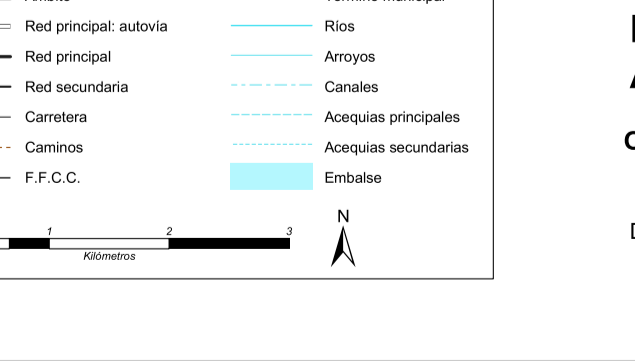 Red principal: autovía
Red principal
Red secundaria
Carretera
Caminos
F.F.C.C.
Ríos
Arroyos
Canales
Acequias principales
Acequias secundarias
Embalse
N
1 2 3
Kilómetros